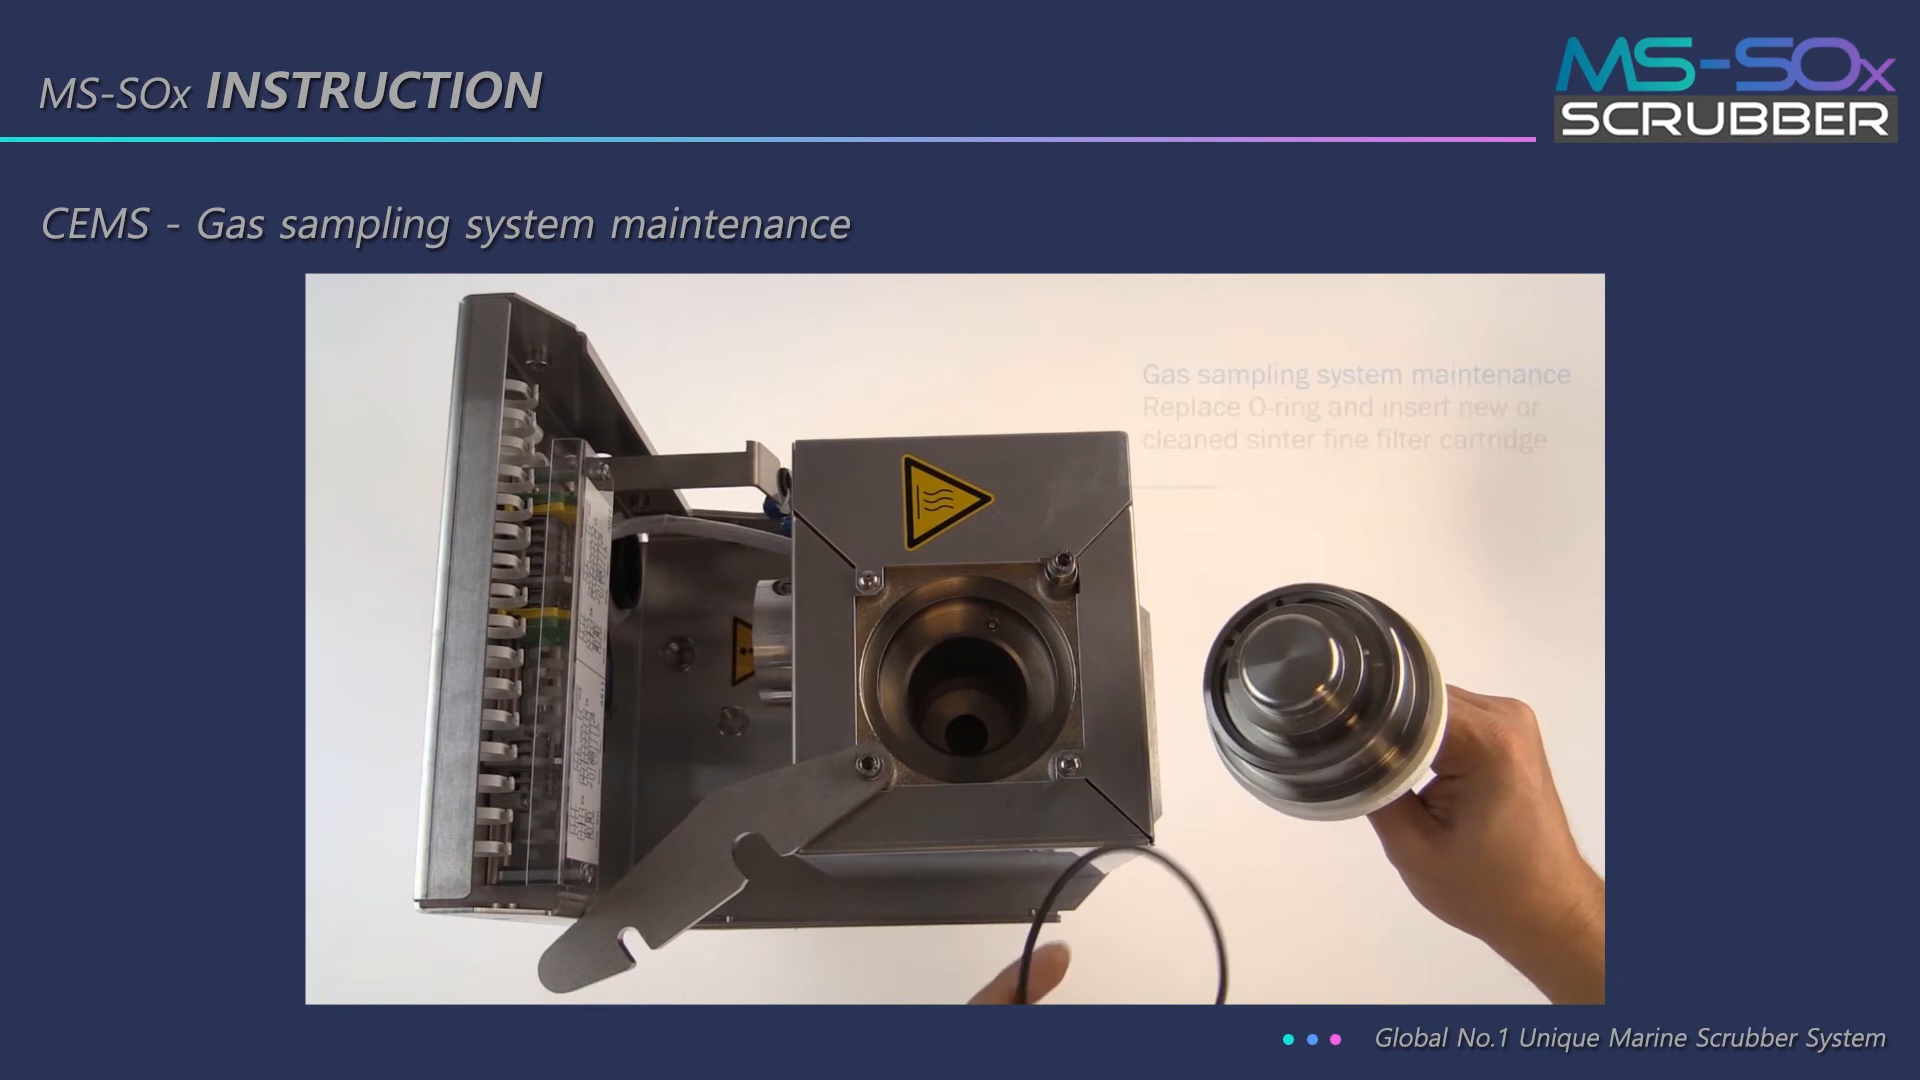 MS-SOx INSTRUCTION
MS-SOx
SCRUBBER
CEMS - Gas sampling system maintenance
Gas sampling system maintenance
Replace O-ring and insert new or
cleaned sinter fine filter cartridge
Global No.1 Unique Marine Scrubber System